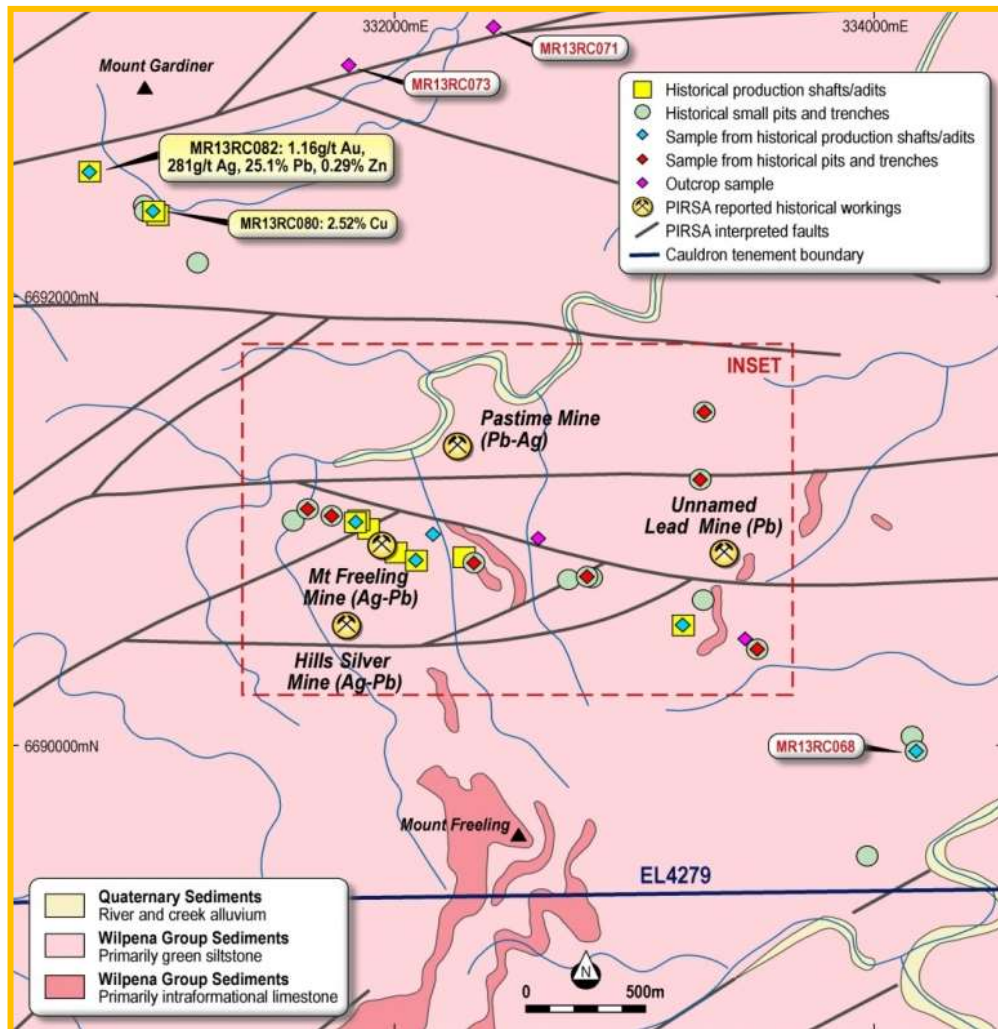 332000mE
334000mE
MR13RC071
Mount Gardiner
MR13RC073
Historical production shafts/adits
Historical small pits and trenches
Sample from historical production shafts/adits
Sample from historical pits and trenches
Outcrop sample
PIRSA reported historical workings
PIRSA interpreted faults
Cauldron tenement boundary
MR13RC082: 1.16g/t Au,
281g/t Ag, 25.1% Pb, 0.29% Zn
MR13RC080: 2.52% Cu
6692000mN
INSET
Pastime Mine
(Pb-Ag)
Unnamed
Lead Mine (Pb)
Mt Freeling
Mine (Ag-Pb)
Hills Silver
Mine (Ag-Pb)
6690000mN
MR13RC068
Mount Freeling
EL4279
Quaternary Sediments
River and creek alluvium
Wilpena Group Sediments
Primarily green siltstone
Wilpena Group Sediments
Primarily intraformational limestone
N
0 500m